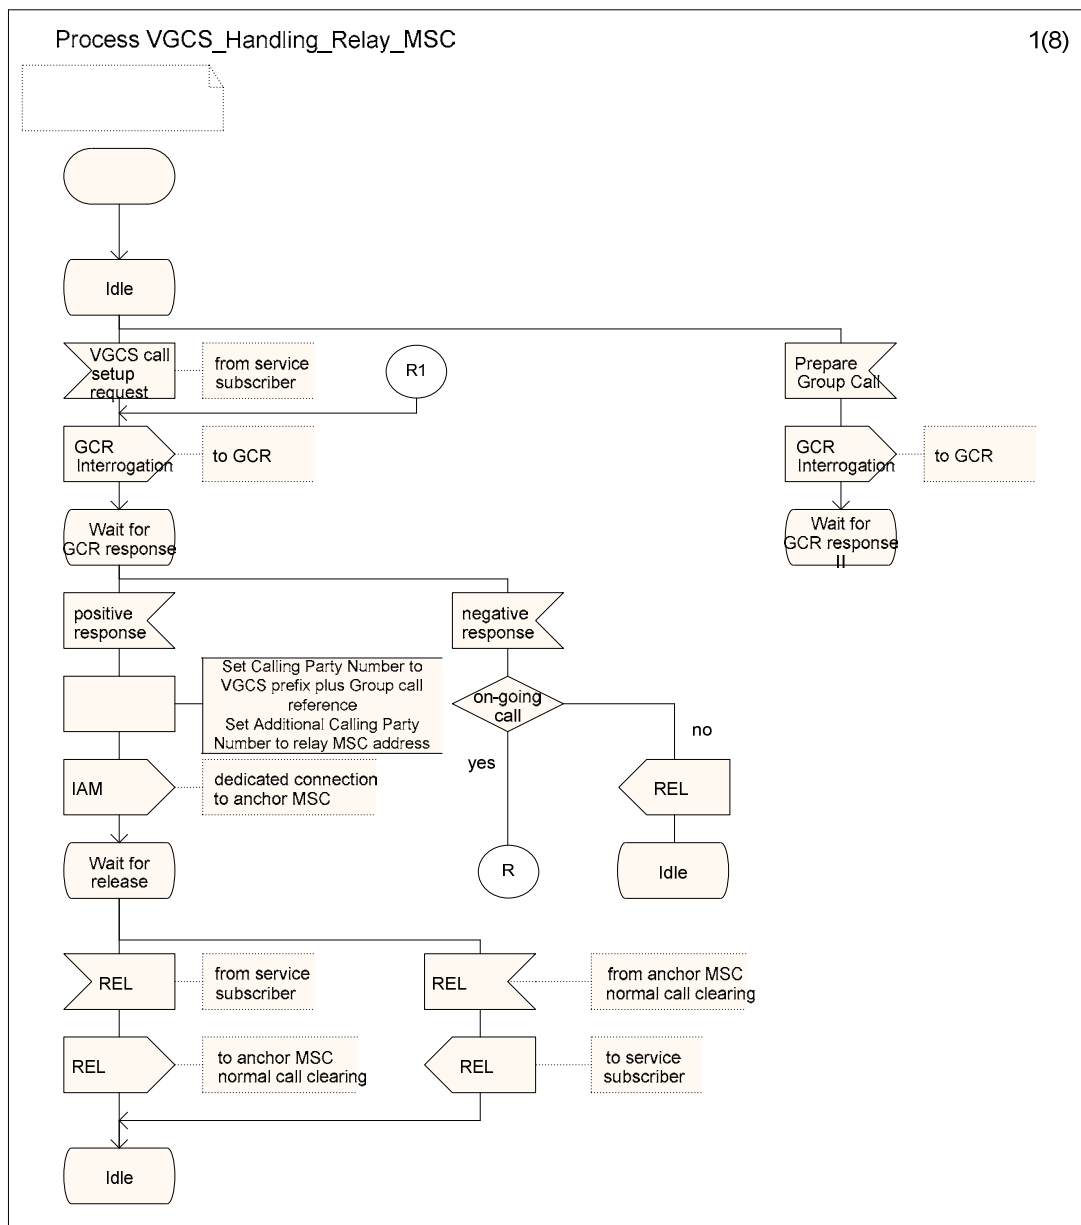 Process VGCS_Handling_Relay_MSC
1(8)
Idle
VGCS call
setup
request
from service
subscriber
R1
Prepare
Group Call
GCR
Interrogation
to GCR
GCR
Interrogation
to GCR
Wait for
GCR response
Wait for
GCR response
II
positive
response
negative
response
Set Calling Party Number to
VGCS prefix plus Group call
reference
Set Additional Calling Party
Number to relay MSC address
on-going
call
no
yes
IAM
dedicated connection
to anchor MSC
REL
Wait for
release
R
Idle
REL
from service
subscriber
REL
from anchor MSC
normal call clearing
REL
to anchor MSC
normal call clearing
REL
to service
subscriber
Idle